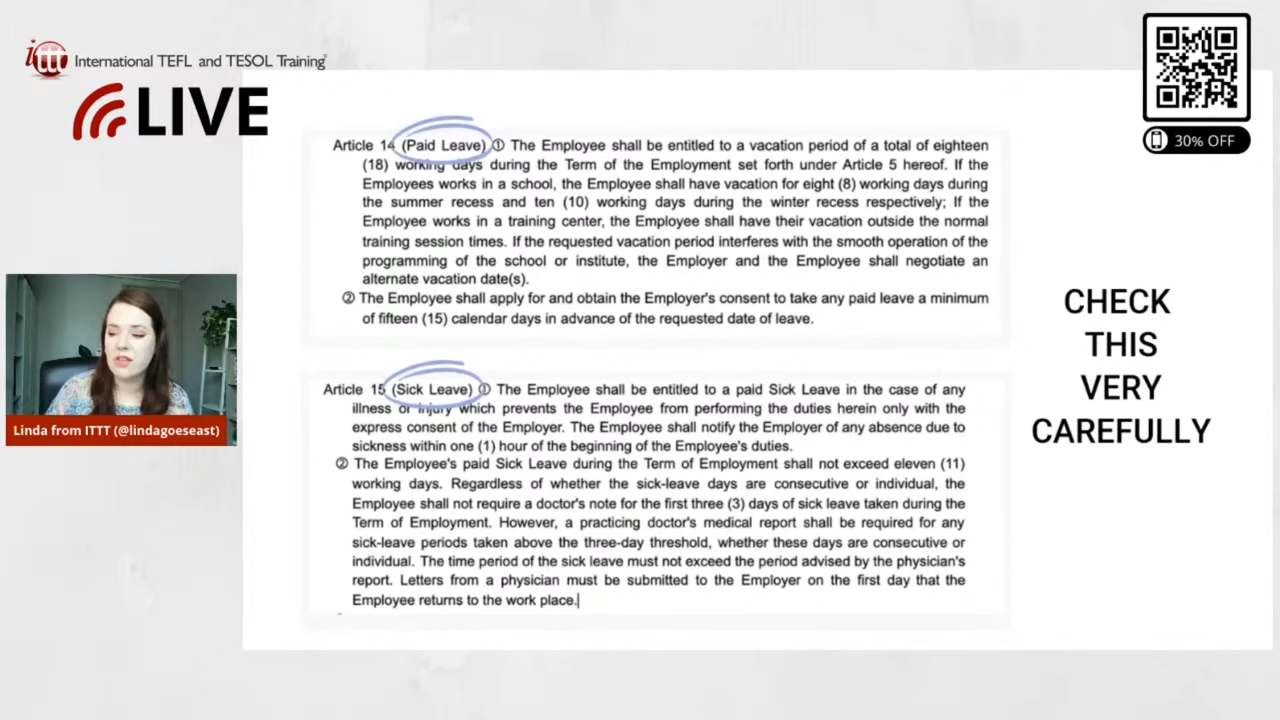 ittt International TEFL and TESOL Training
LIVE
30% OFF
Article 14 (Paid Leave) ① The Employee shall be entitled to a vacation period of a total of eighteen
(18) working days during the Term of the Employment set forth under Article 5 hereof. If the
Employees works in a school, the Employee shall have vacation for eight (8) working days during
the summer recess and ten (10) working days during the winter recess respectively; If the
Employee works in a training center, the Employee shall have their vacation outside the normal
training session times. If the requested vacation period interferes with the smooth operation of the
programming of the school or institute, the Employer and the Employee shall negotiate an
alternate vacation date(s).
② The Employee shall apply for and obtain the Employer's consent to take any paid leave a minimum
of fifteen (15) calendar days in advance of the requested date of leave.
Article 15 (Sick Leave) ① The Employee shall be entitled to a paid Sick Leave in the case of any
illness or injury which prevents the Employee from performing the duties herein only with the
express consent of the Employer. The Employee shall notify the Employer of any absence due to
sickness within one (1) hour of the beginning of the Employee's duties.
② The Employee's paid Sick Leave during the Term of Employment shall not exceed eleven (11)
working days. Regardless of whether the sick-leave days are consecutive or individual, the
Employee shall not require a doctor's note for the first three (3) days of sick leave taken during the
Term of Employment. However, a practicing doctor's medical report shall be required for any
sick-leave periods taken above the three-day threshold, whether these days are consecutive or
individual. The time period of the sick leave must not exceed the period advised by the physician's
report. Letters from a physician must be submitted to the Employer on the first day that the
Employee returns to the work place.
CHECK
THIS
VERY
CAREFULLY
Linda from ITTT (@lindagoeseast)